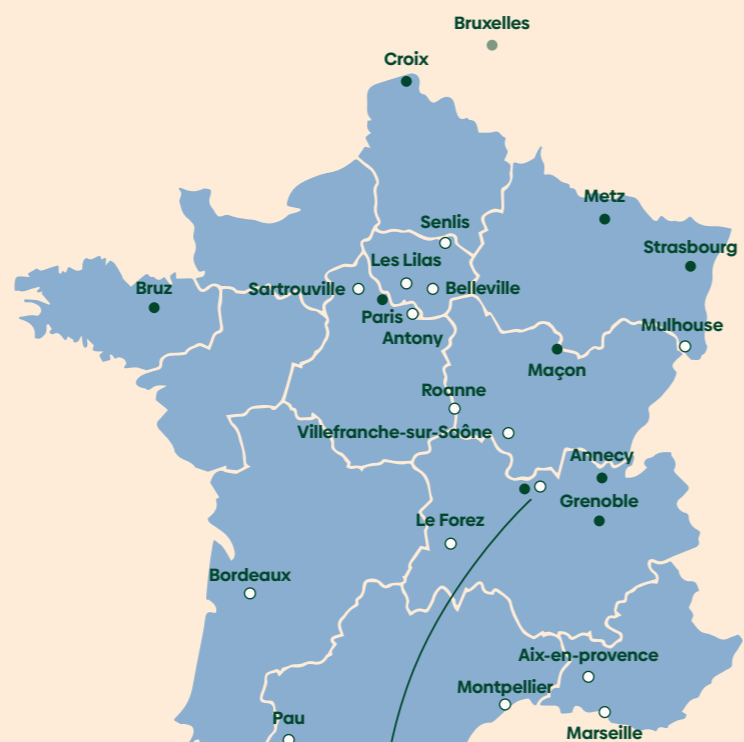 Bruxelles
Croix
Metz
Senlis
Strasbourg
Les Lilas
Bruz
Sartrouville
Belleville
Paris
Mulhouse
Antony
Maçon
Roanne
Villefranche-sur-Saône
Annecy
Grenoble
Le Forez
Bordeaux
Aix-en-provence
Montpellier
Pau
Marseille